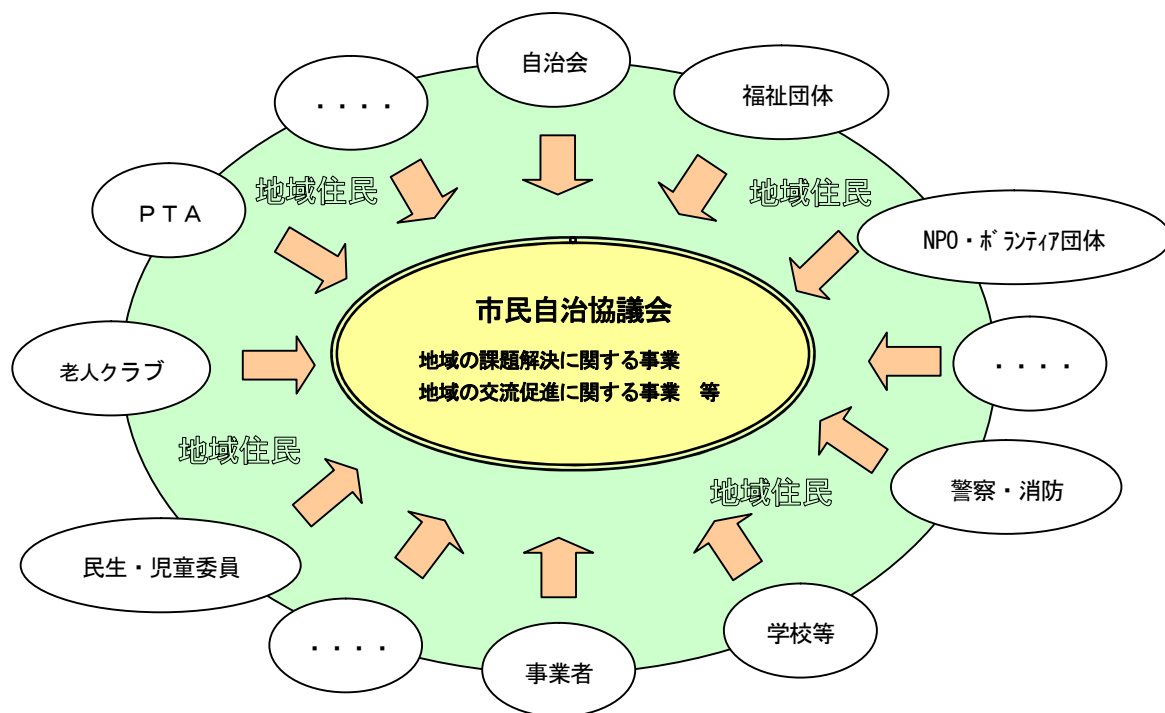 自治会
・・・・
福祉団体
地域住民
地域住民
ＰＴＡ
NPO・ﾎﾞﾗﾝﾃｨｱ団体
市民自治協議会
地域の課題解決に関する事業
地域の交流促進に関する事業　等
老人クラブ
・・・・
地域住民
地域住民
警察・消防
民生・児童委員
学校等
・・・・
事業者